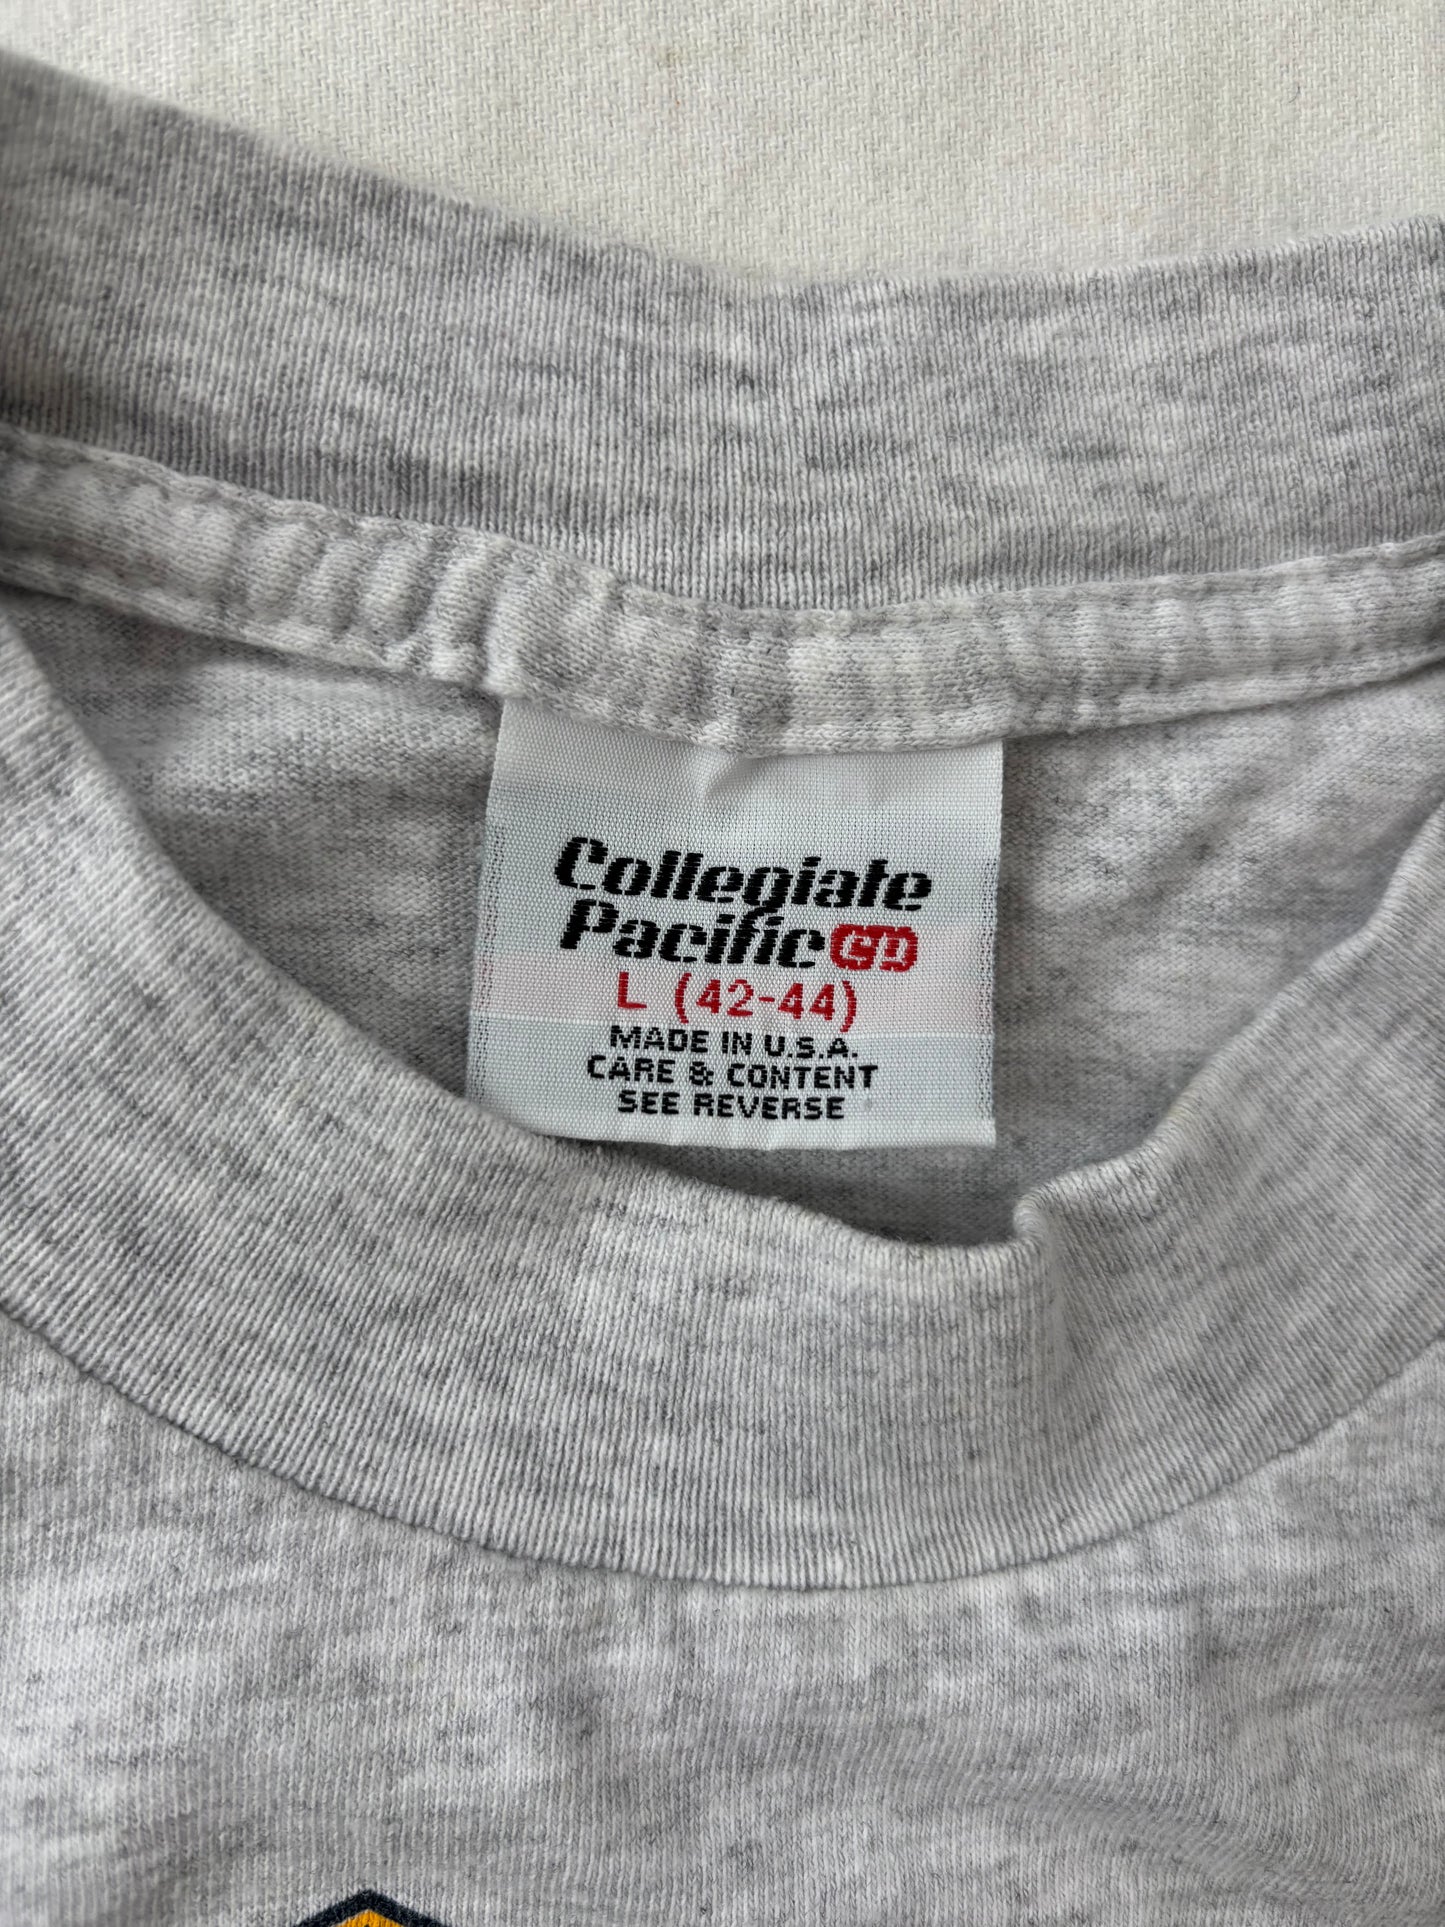 Collegiate
Pacific CP
L (42-44)
MADE IN U.S.A.
CARE & CONTENT
SEE REVERSE